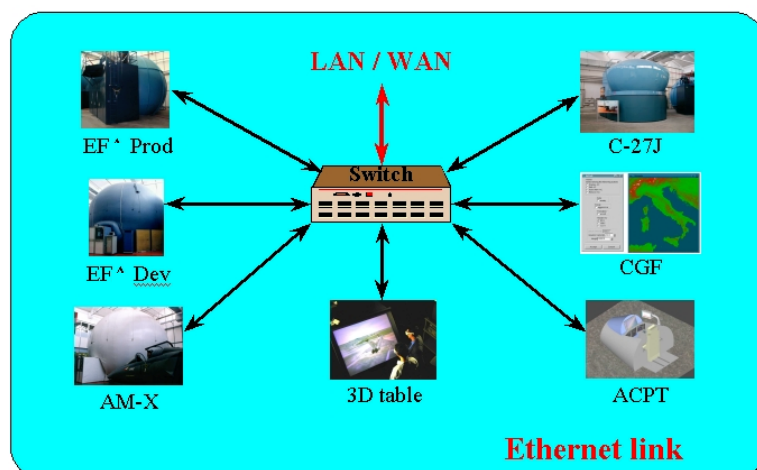 LAN / WAN
EF ^ Prod
C-27J
Switch
EF ^ Dev
CGF
AM-X
3D table
ACPT
Ethernet link